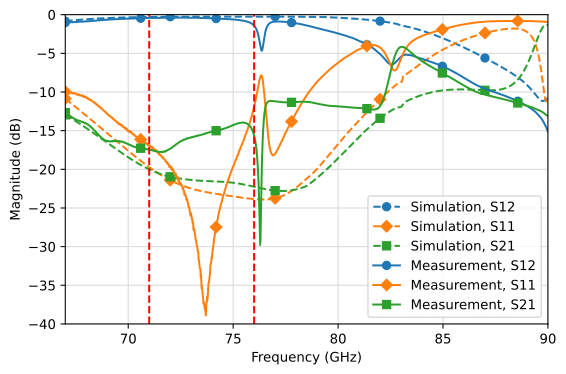 0
−5
−10
−15
−20
−25
−30
−35
−40
Magnitude (dB)
70
75
80
85
90
Frequency (GHz)
Simulation, S12
Simulation, S11
Simulation, S21
Measurement, S12
Measurement, S11
Measurement, S21